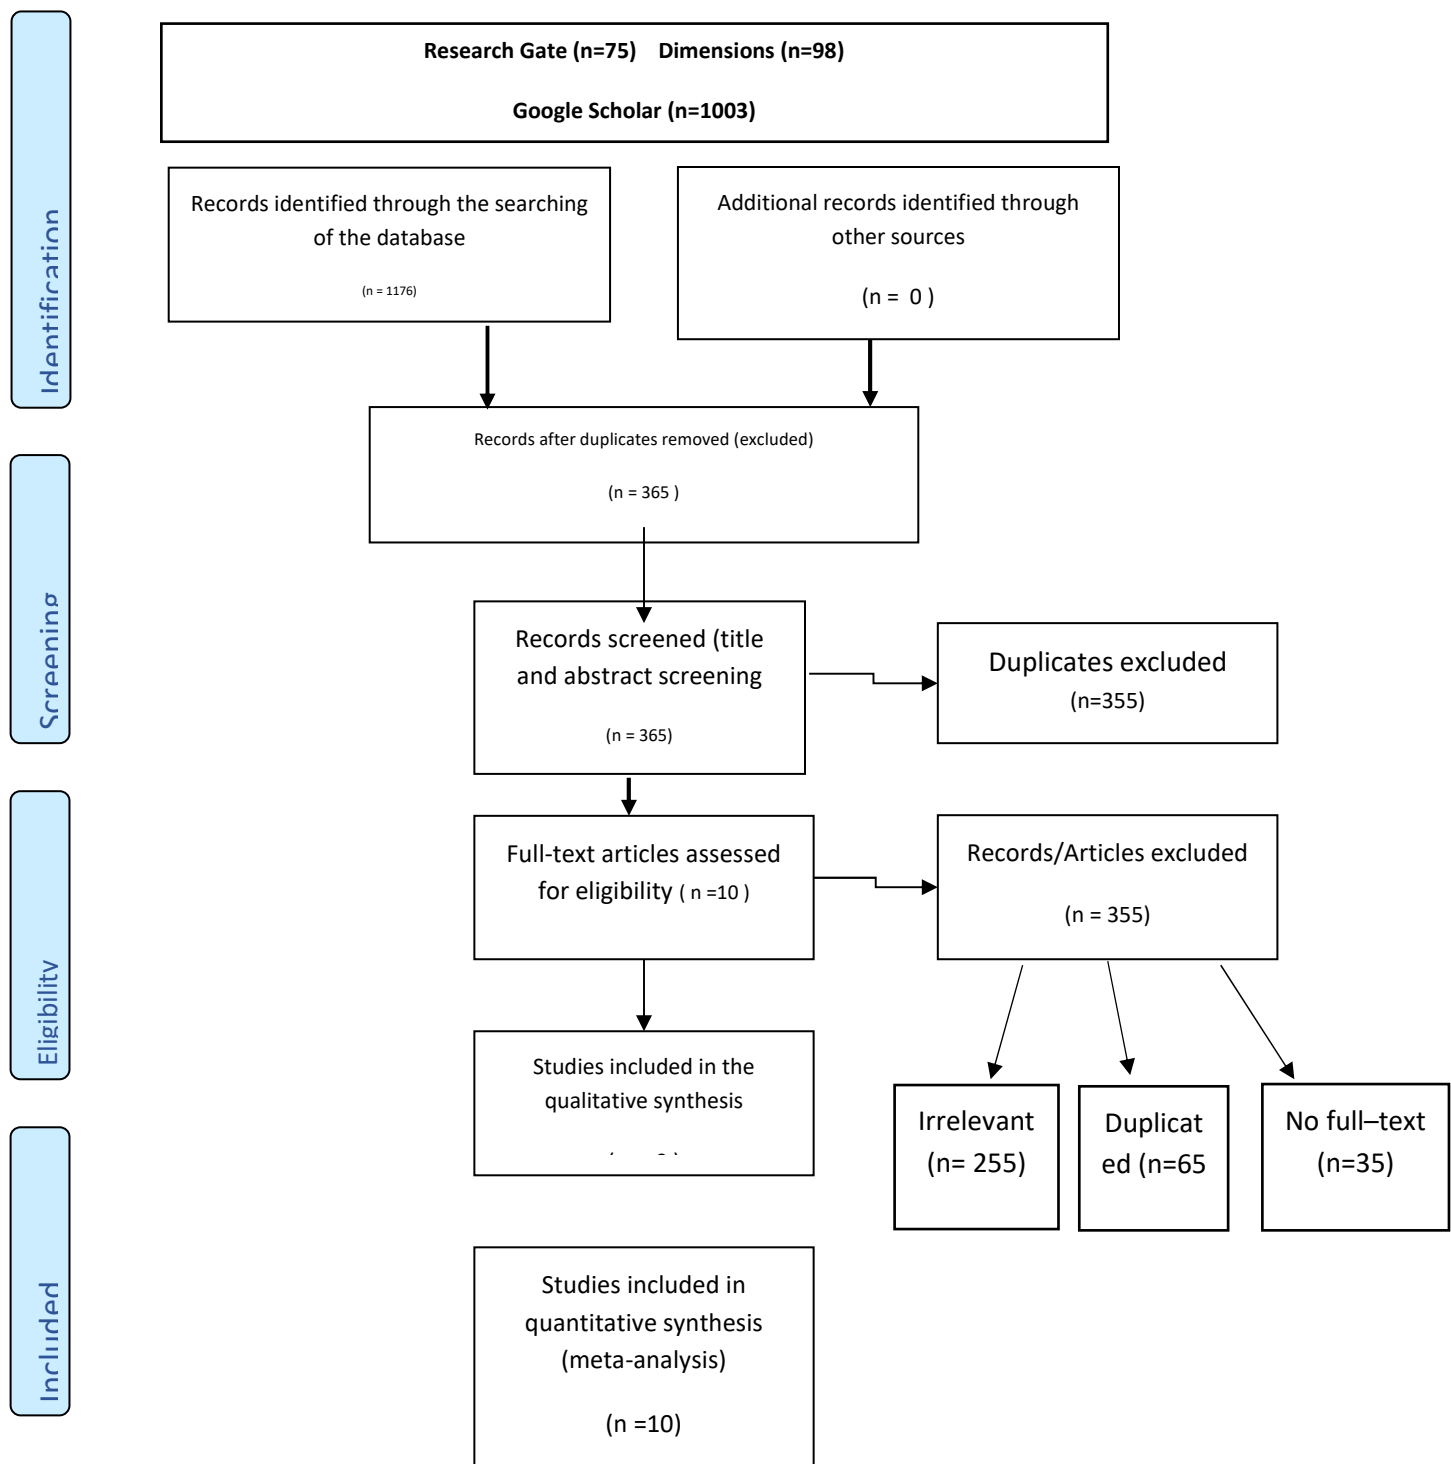 Research Gate (n=75) Dimensions (n=98)
Google Scholar (n=1003)
Identification
Records identified through the searching
of the database
(n = 1176)
Additional records identified through
other sources
(n = 0 )
Records after duplicates removed (excluded)
(n = 365 )
Screening
Records screened (title
and abstract screening
(n = 365)
Duplicates excluded
(n=355)
Eligibility
Full-text articles assessed
for eligibility ( n =10 )
Records/Articles excluded
(n = 355)
Studies included in the
qualitative synthesis
Irrelevant
(n= 255)
Duplicat
ed (n=65
No full–text
(n=35)
Included
Studies included in
quantitative synthesis
(meta-analysis)
(n =10)